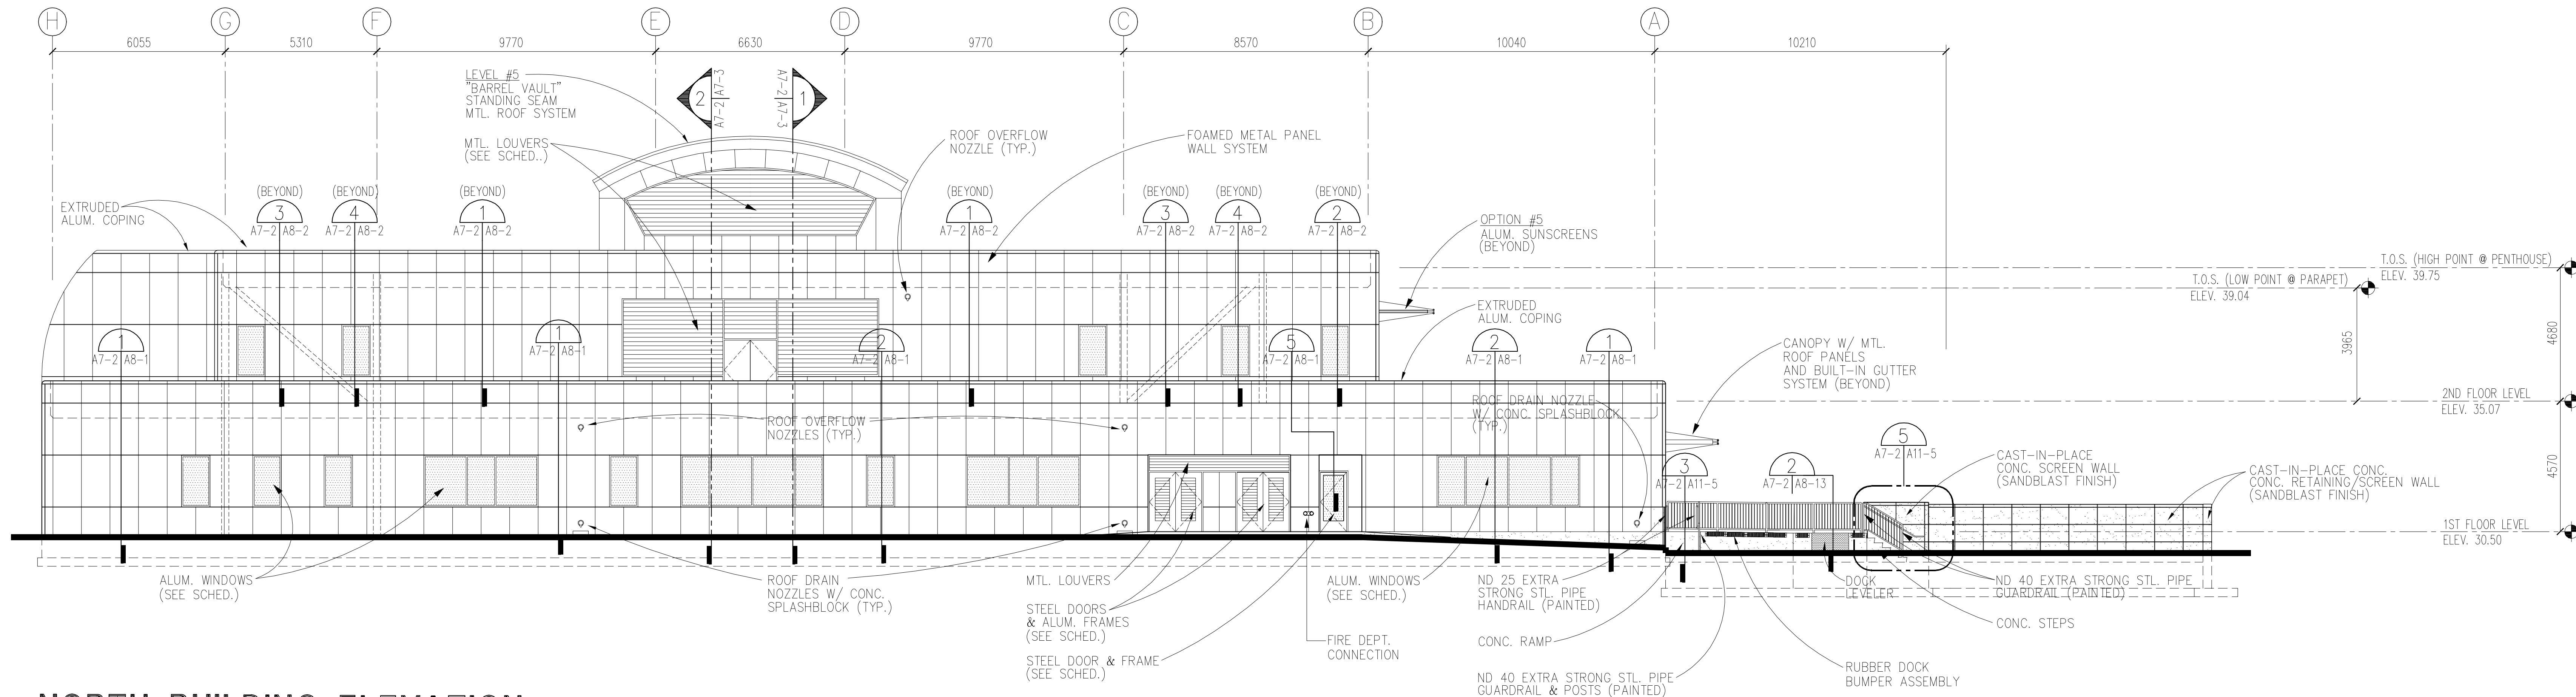 H
G
F
E
D
C
B
A
6055
5310
9770
6630
9770
8570
10040
10210
LEVEL #5
"BARREL VAULT"
STANDING SEAM
MTL. ROOF SYSTEM
2
A7-2 A7-3
A7-2 A7-3
1
MTL. LOUVERS
(SEE SCHED..)
ROOF OVERFLOW
NOZZLE (TYP.)
FOAMED METAL PANEL
WALL SYSTEM
EXTRUDED
ALUM. COPING
(BEYOND)
3
A7-2 A8-2
(BEYOND)
4
A7-2 A8-2
(BEYOND)
1
A7-2 A8-2
(BEYOND)
1
A7-2 A8-2
(BEYOND)
3
A7-2 A8-2
(BEYOND)
4
A7-2 A8-2
(BEYOND)
2
A7-2 A8-2
OPTION #5
ALUM. SUNSCREENS
(BEYOND)
T.O.S. (HIGH POINT @ PENTHOUSE)
ELEV. 39.75
T.O.S. (LOW POINT @ PARAPET)
ELEV. 39.04
3965
4680
EXTRUDED
ALUM. COPING
1
A7-2 A8-1
1
A7-2 A8-1
2
A7-2 A8-1
5
A7-2 A8-1
2
A7-2 A8-1
1
A7-2 A8-1
CANOPY W/ MTL.
ROOF PANELS
AND BUILT-IN GUTTER
SYSTEM (BEYOND)
2ND FLOOR LEVEL
ELEV. 35.07
ROOF OVERFLOW
NOZZLES (TYP.)
ROOF DRAIN NOZZLE
W/ CONC. SPLASHBLOCK
(TYP.)
3
A7-2 A11-5
2
A7-2 A8-13
5
A7-2 A11-5
CAST-IN-PLACE
CONC. SCREEN WALL
(SANDBLAST FINISH)
CAST-IN-PLACE CONC.
CONC. RETAINING/SCREEN WALL
(SANDBLAST FINISH)
4570
1ST FLOOR LEVEL
ELEV. 30.50
ALUM. WINDOWS
(SEE SCHED.)
ROOF DRAIN
NOZZLES W/ CONC.
SPLASHBLOCK (TYP.)
MTL. LOUVERS
STEEL DOORS
& ALUM. FRAMES
(SEE SCHED.)
STEEL DOOR & FRAME
(SEE SCHED.)
FIRE DEPT.
CONNECTION
ALUM. WINDOWS
(SEE SCHED.)
ND 25 EXTRA
STRONG STL. PIPE
HANDRAIL (PAINTED)
CONC. RAMP
ND 40 EXTRA STRONG STL. PIPE
GUARDRAIL & POSTS (PAINTED)
DOCK
LEVELER
RUBBER DOCK
BUMPER ASSEMBLY
ND 40 EXTRA STRONG STL. PIPE
GUARDRAIL (PAINTED)
CONC. STEPS
NORTH BUILDING ELEVATION